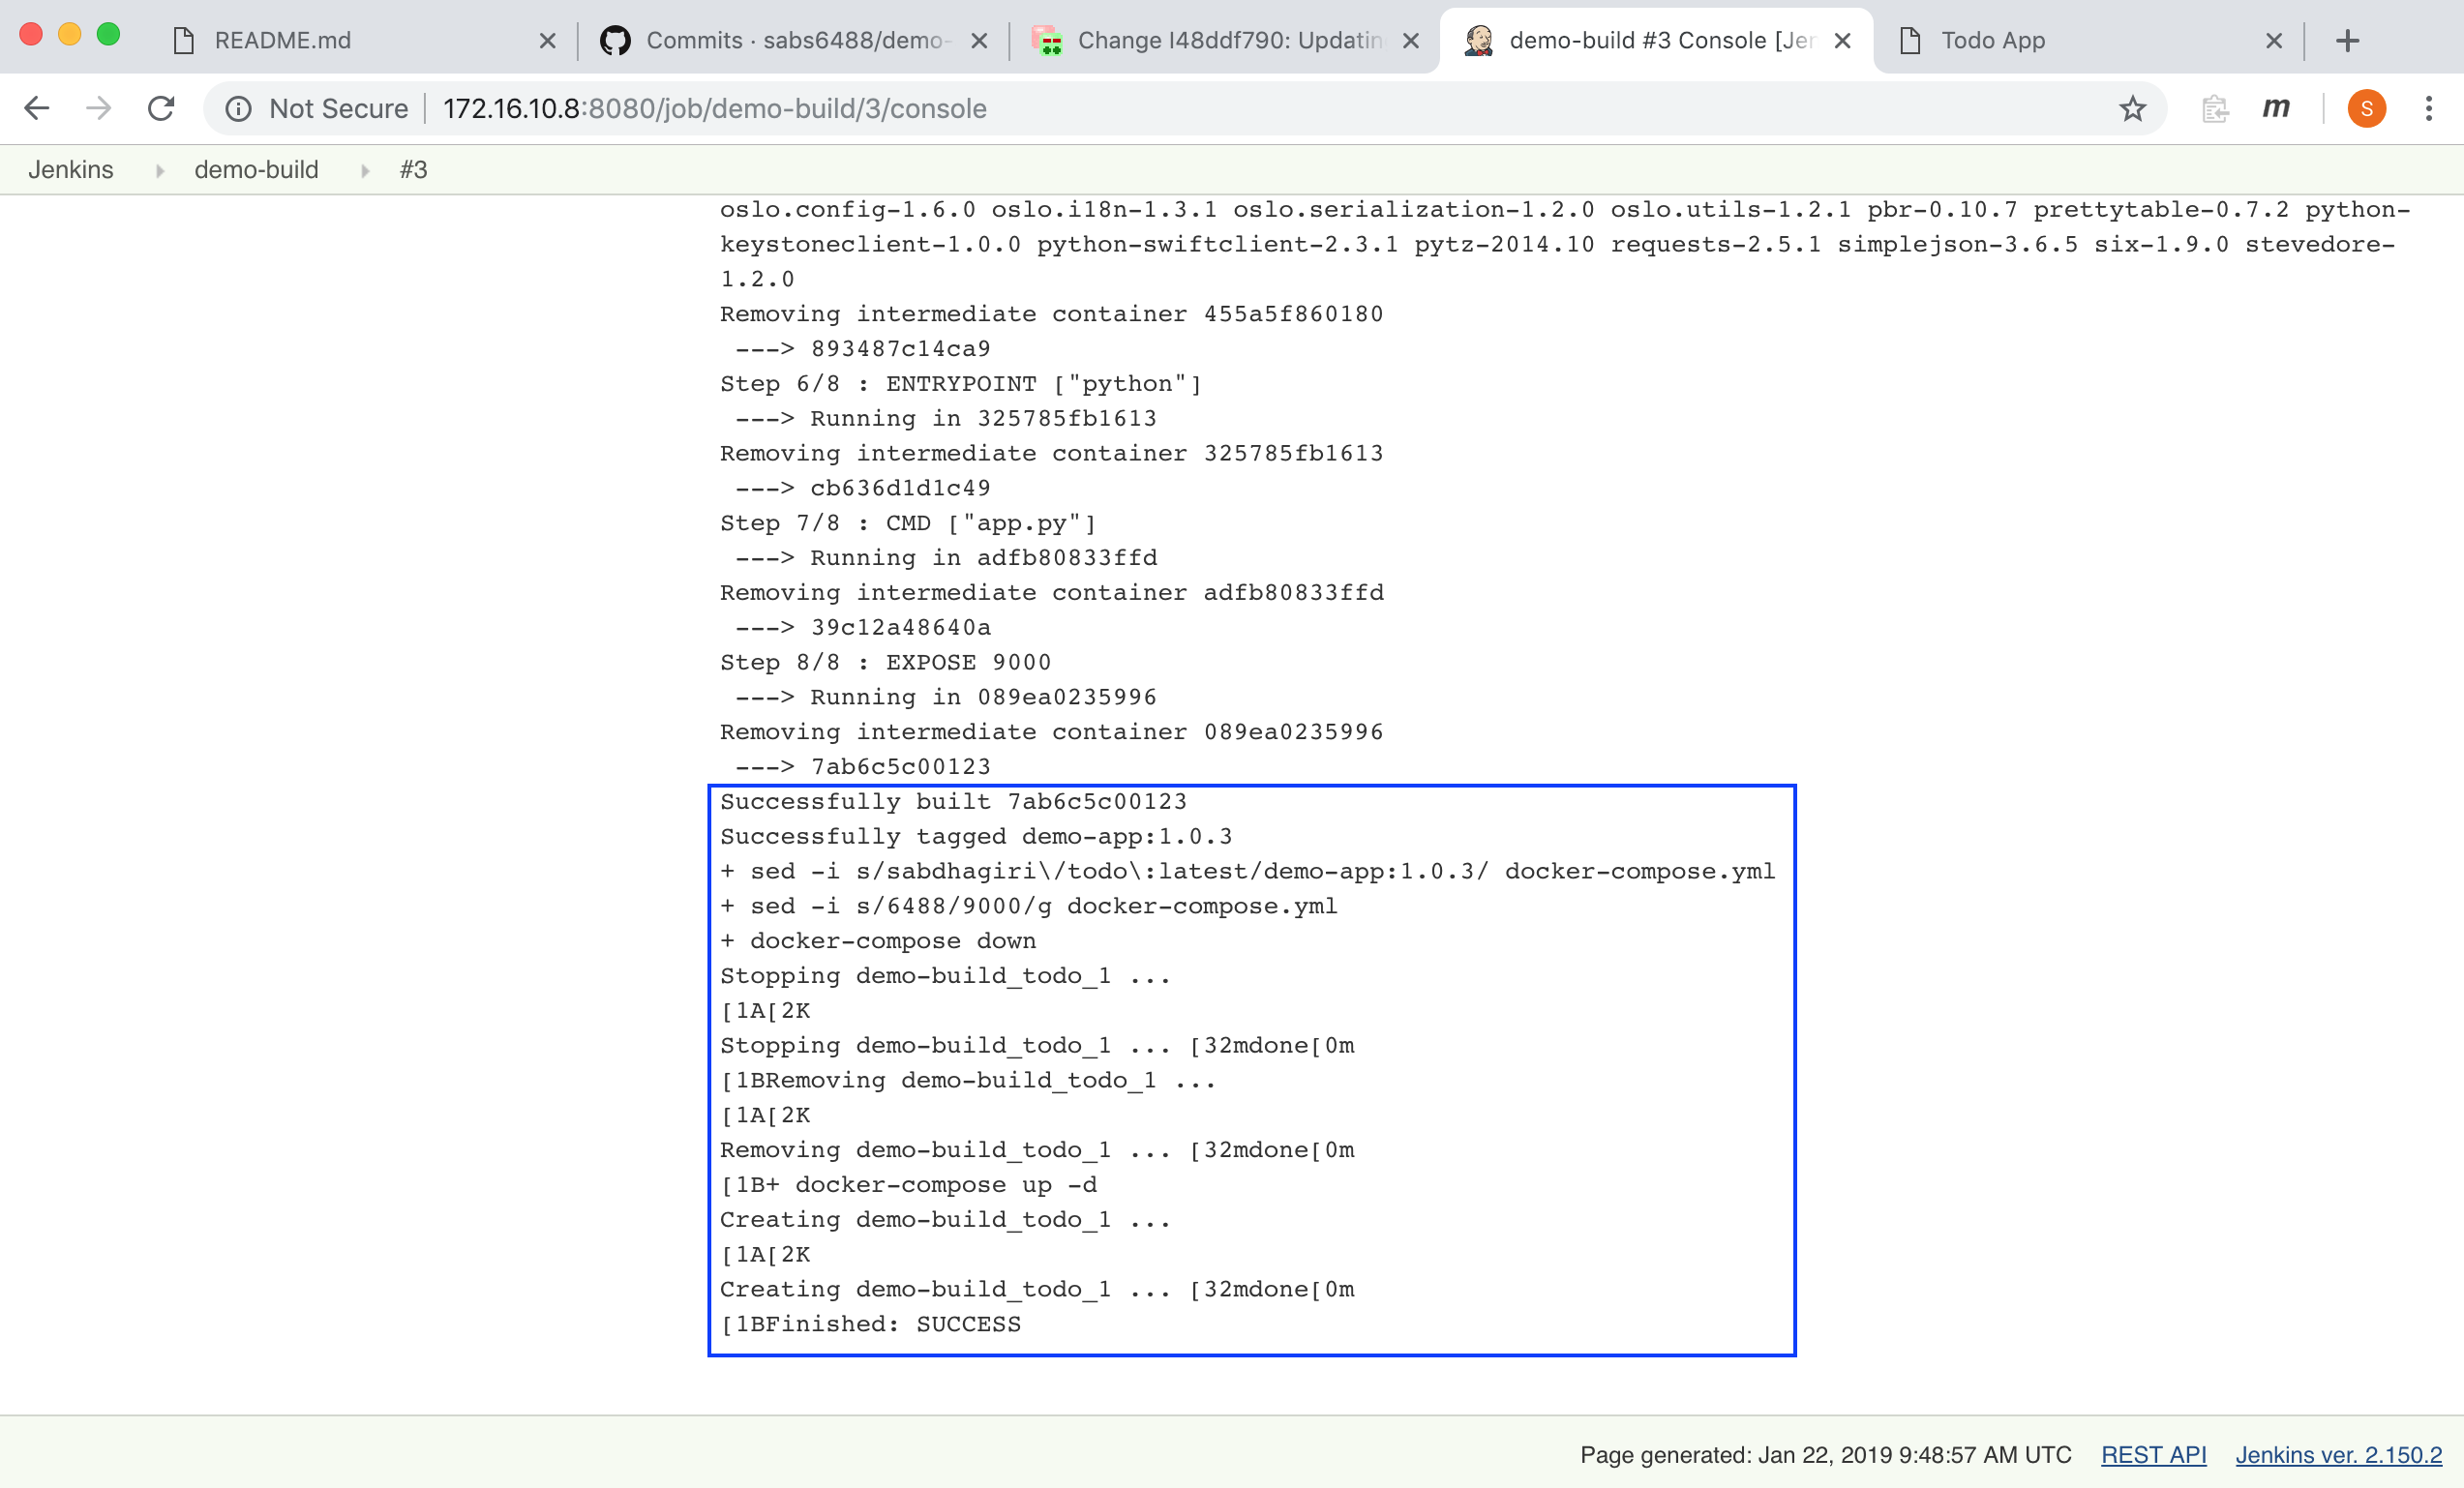 README.md
Commits · sabs6488/demo-
Change I48ddf790: Updatin
demo-build #3 Console [Jen
Todo App
Not Secure
172.16.10.8:8080/job/demo-build/3/console
m
S
Jenkins
demo-build
#3
oslo.config-1.6.0 oslo.i18n-1.3.1 oslo.serialization-1.2.0 oslo.utils-1.2.1 pbr-0.10.7 prettytable-0.7.2 python-
keystoneclient-1.0.0 python-swiftclient-2.3.1 pytz-2014.10 requests-2.5.1 simplejson-3.6.5 six-1.9.0 stevedore-
1.2.0
Removing intermediate container 455a5f860180
---> 893487c14ca9
Step 6/8 : ENTRYPOINT ["python"]
---> Running in 325785fb1613
Removing intermediate container 325785fb1613
---> cb636d1d1c49
Step 7/8 : CMD ["app.py"]
---> Running in adfb80833ffd
Removing intermediate container adfb80833ffd
---> 39c12a48640a
Step 8/8 : EXPOSE 9000
---> Running in 089ea0235996
Removing intermediate container 089ea0235996
---> 7ab6c5c00123
Successfully built 7ab6c5c00123
Successfully tagged demo-app:1.0.3
+ sed -i s/sabdhagiri\/todo\:latest/demo-app:1.0.3/ docker-compose.yml
+ sed -i s/6488/9000/g docker-compose.yml
+ docker-compose down
Stopping demo-build_todo_1 ...
[1A[2K
Stopping demo-build_todo_1 ... [32mdone[0m
[1BRemoving demo-build_todo_1 ...
[1A[2K
Removing demo-build_todo_1 ... [32mdone[0m
[1B+ docker-compose up -d
Creating demo-build_todo_1 ...
[1A[2K
Creating demo-build_todo_1 ... [32mdone[0m
[1BFinished: SUCCESS
Page generated: Jan 22, 2019 9:48:57 AM UTC
REST API
Jenkins ver. 2.150.2